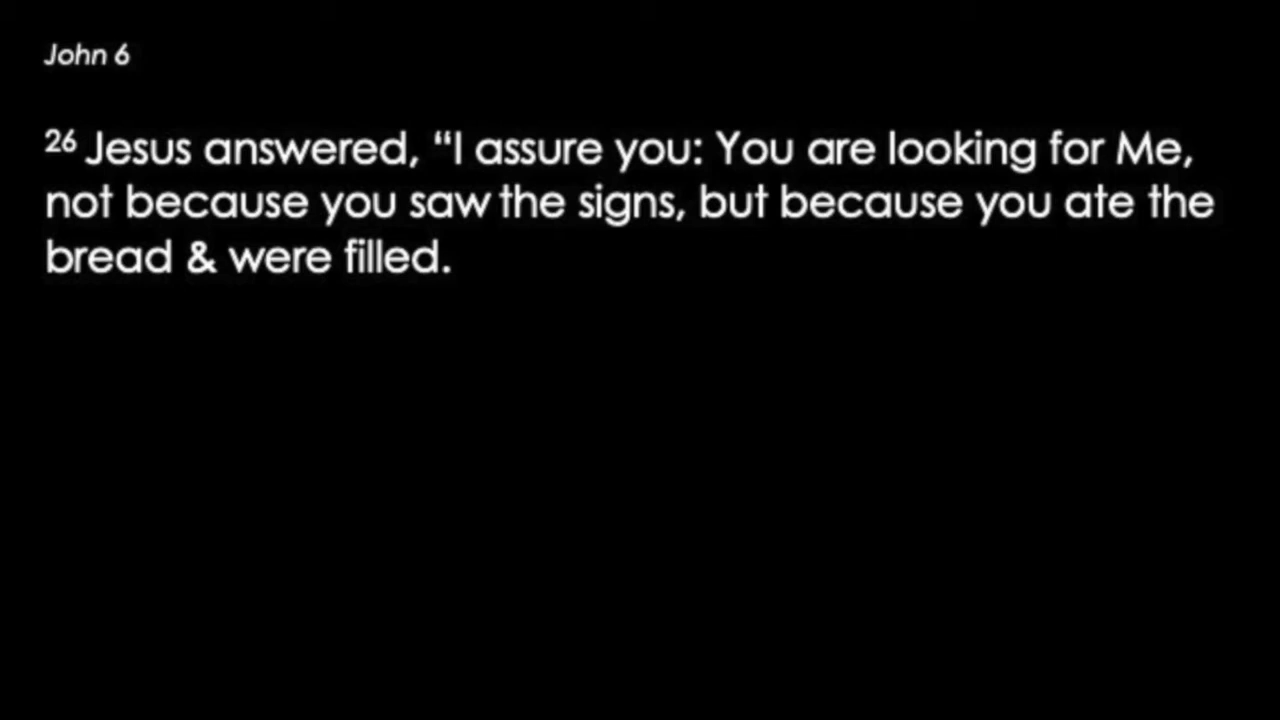 John 6
26 Jesus answered, “I assure you: You are looking for Me,
not because you saw the signs, but because you ate the
bread & were filled.